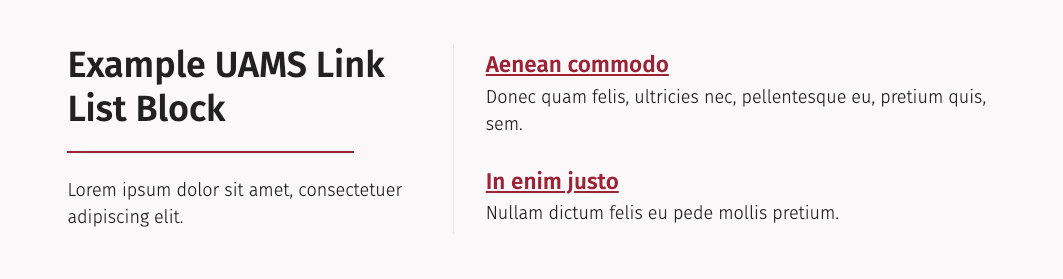 Example UAMS Link
List Block
Lorem ipsum dolor sit amet, consectetuer
adipiscing elit.
Aenean commodo
Donec quam felis, ultricies nec, pellentesque eu, pretium quis,
sem.
In enim justo
Nullam dictum felis eu pede mollis pretium.